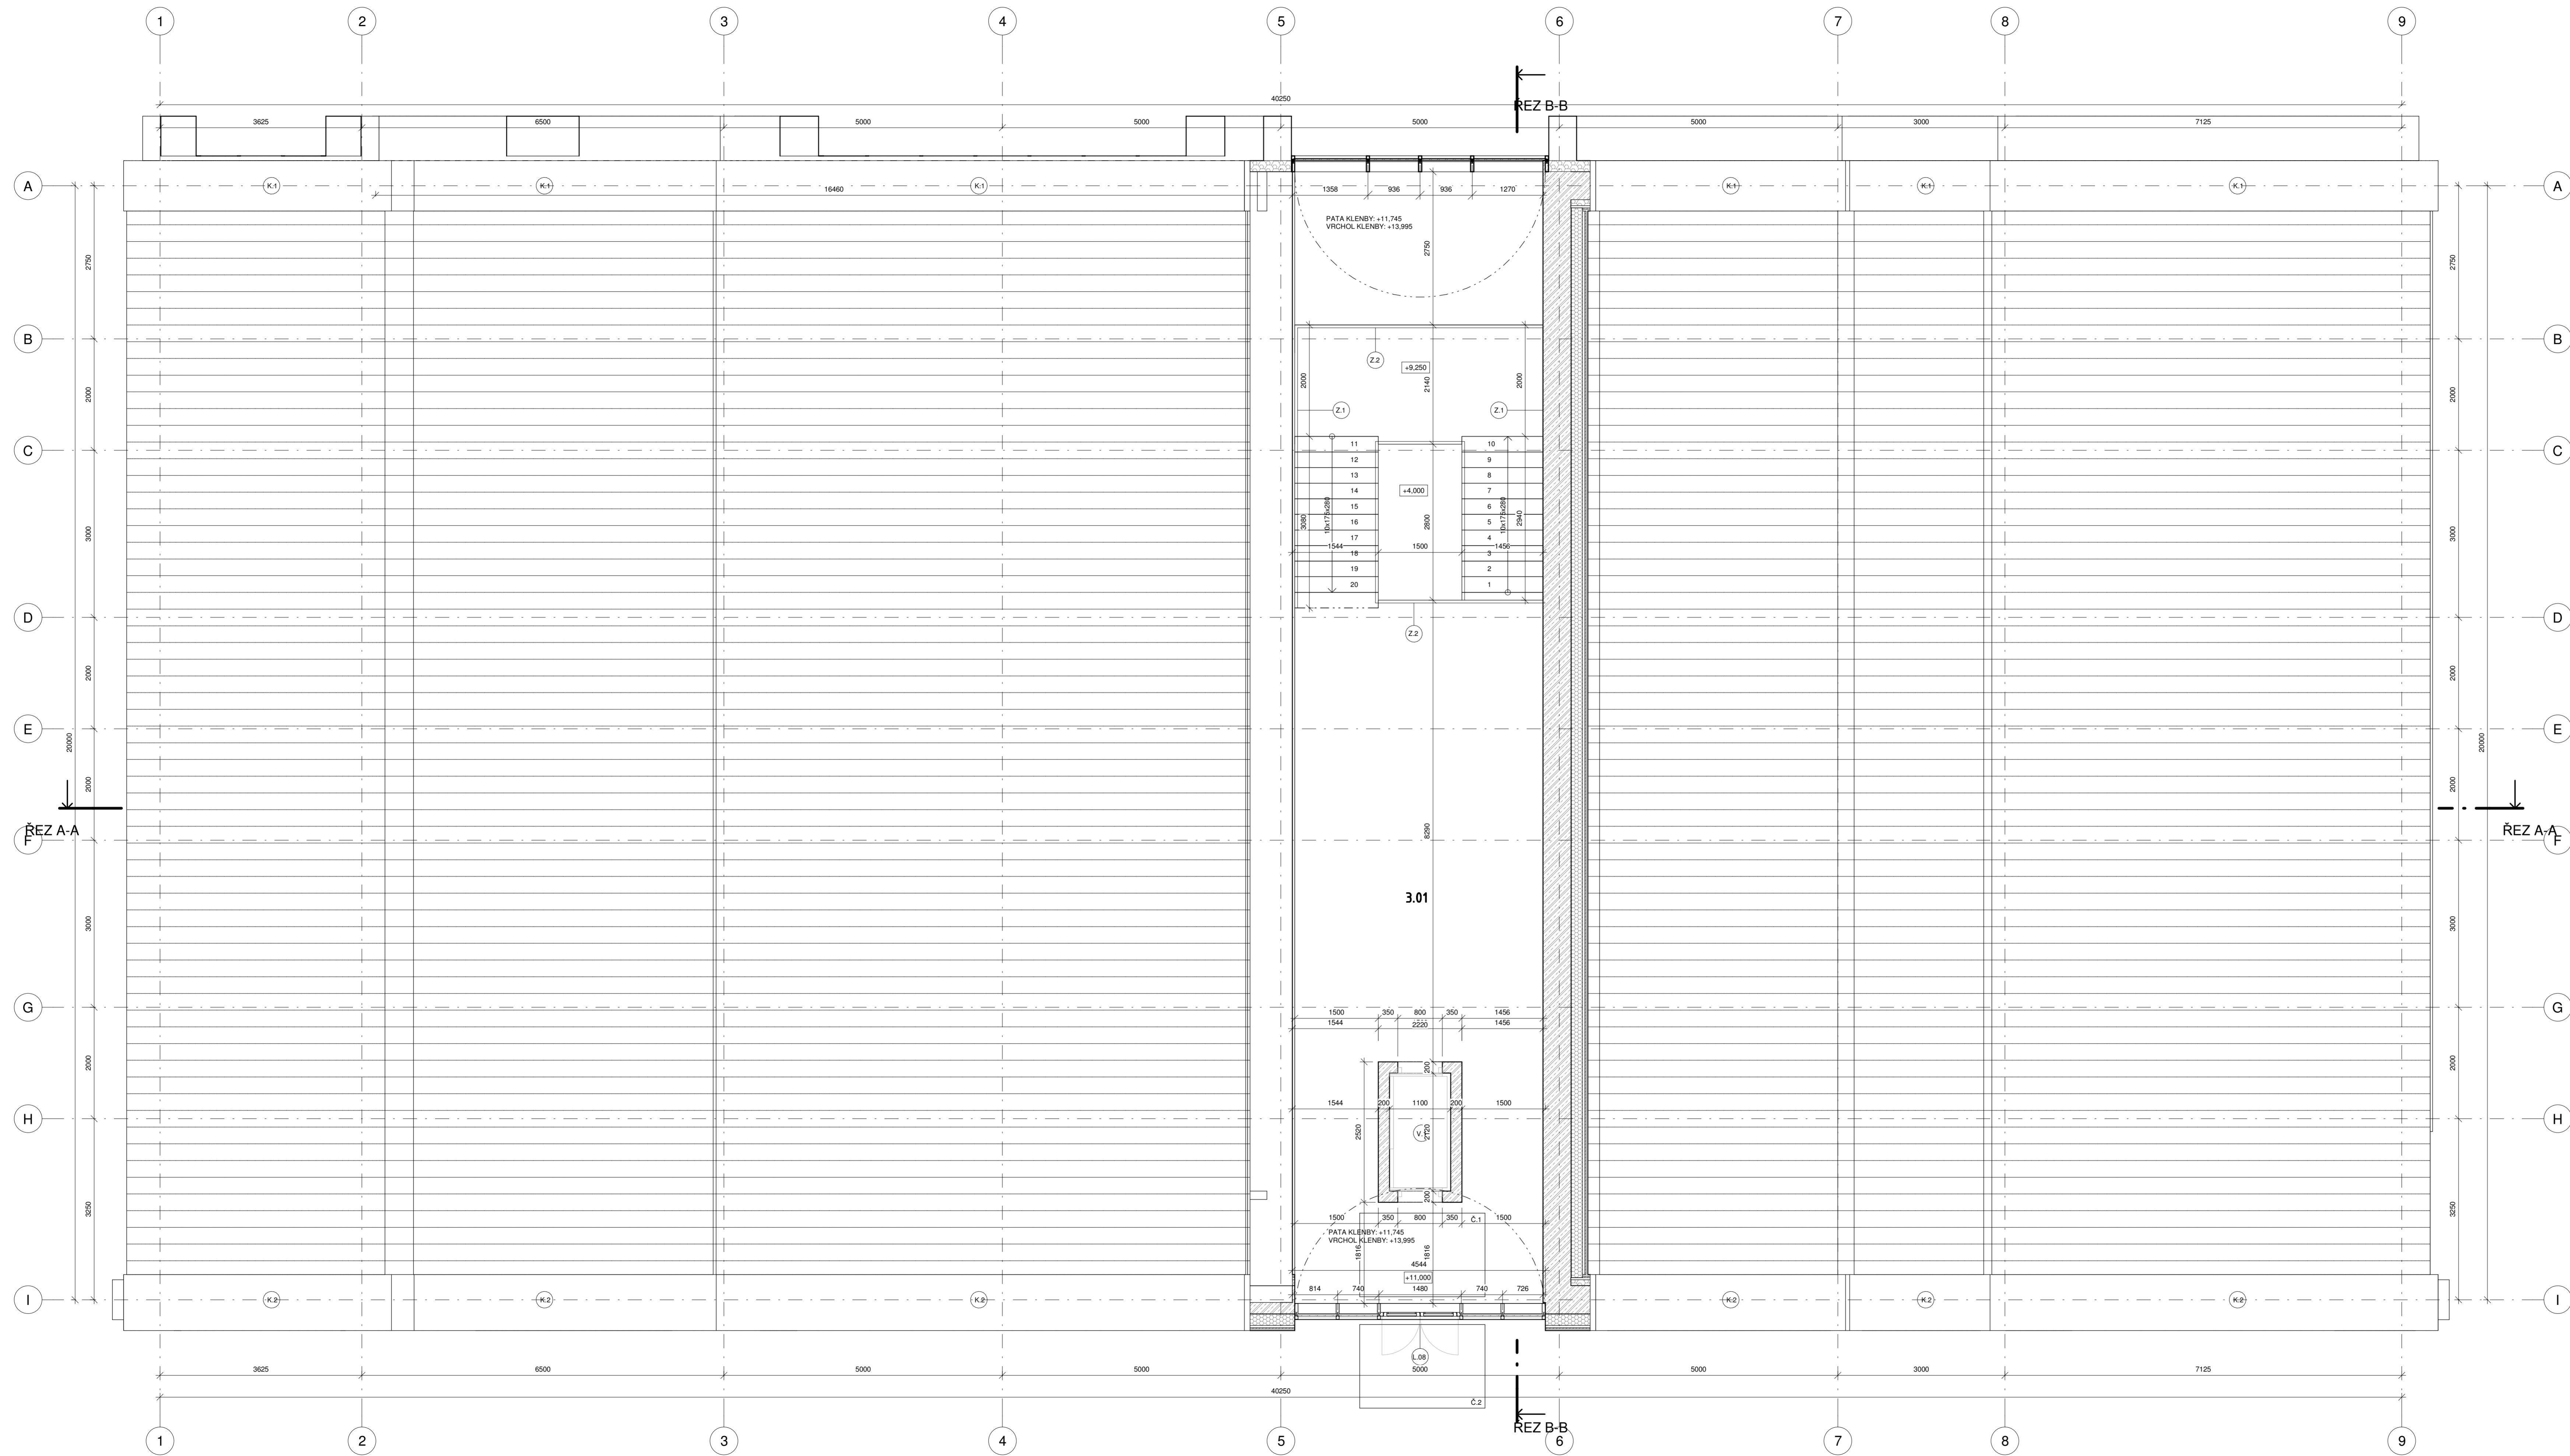 1 2 3 4 5 6 7 8 9
ŘEZ B-B
40250
3625 6500 5000 5000 5000 5000 3000 7125
A K.1 K.1 K.1 K.1 K.1 K.1 A
16460 1358 936 936 1270
PATA KLENBY: +11,745
VRCHOL KLENBY: +13,995
2750 2750 2750
B B
Z.2
+9,250
2000 2000 2140 2000 2000
Z.1 Z.1
C C
11 10
12 9
13 8
14 +4,000 7
15 6
16 5
17 4
18 3
19 2
20 1
3000 3080 10x175x280 2800 10x175x280 2940 3000
1544 1500 1456
D D
Z.2
2000 2000
E E
20000 20000
2000 2000
ŘEZ A-A ŘEZ A-A
F F
8290
3.01
3000 3000
G G
1500 350 800 350 1456
1544 2220 1456
2000 200 2000
1544 200 1100 200 1500
H H
2520 2120
200
3250 3250
1500 350 800 350 1500
Č.1
PATA KLENBY: +11,745
VRCHOL KLENBY: +13,995
1816 1816
4544
+11,000
814 740 1480 740 726
I K.2 K.2 K.2 K.2 K.2 K.2 I
L.08
3625 6500 5000 5000 5000 5000 3000 7125
40250
Č.2
ŘEZ B-B
1 2 3 4 5 6 7 8 9